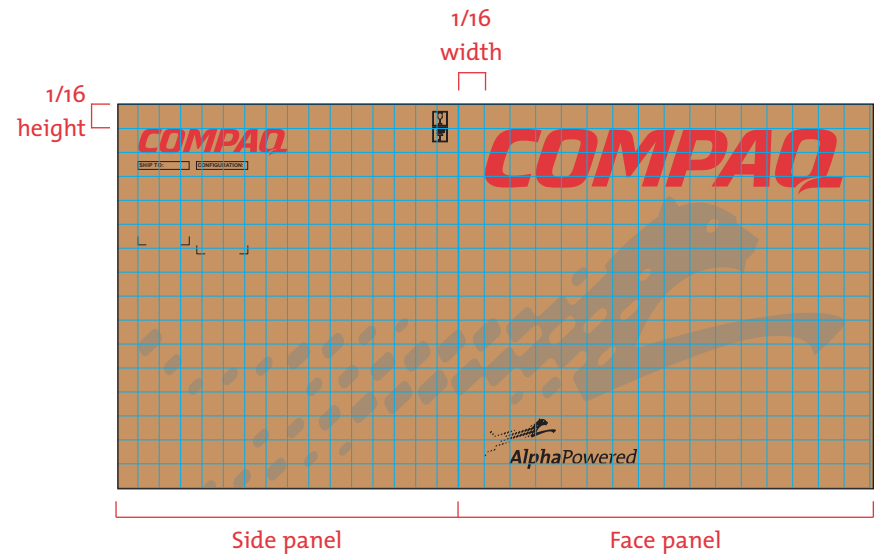 1/16
width
1/16
height
COMPAQ
COMPAQ
SHIP TO:
CONFIGURATION:
AlphaPowered
Side panel
Face panel